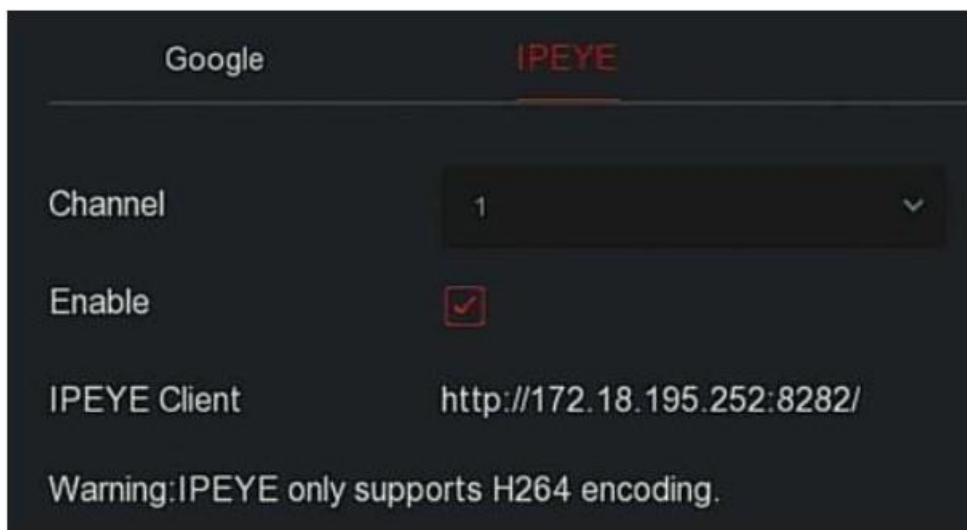 Google IPEYE
Channel 1
Enable
IPEYE Client http://172.18.195.252:8282/
Warning:IPEYE only supports H264 encoding.